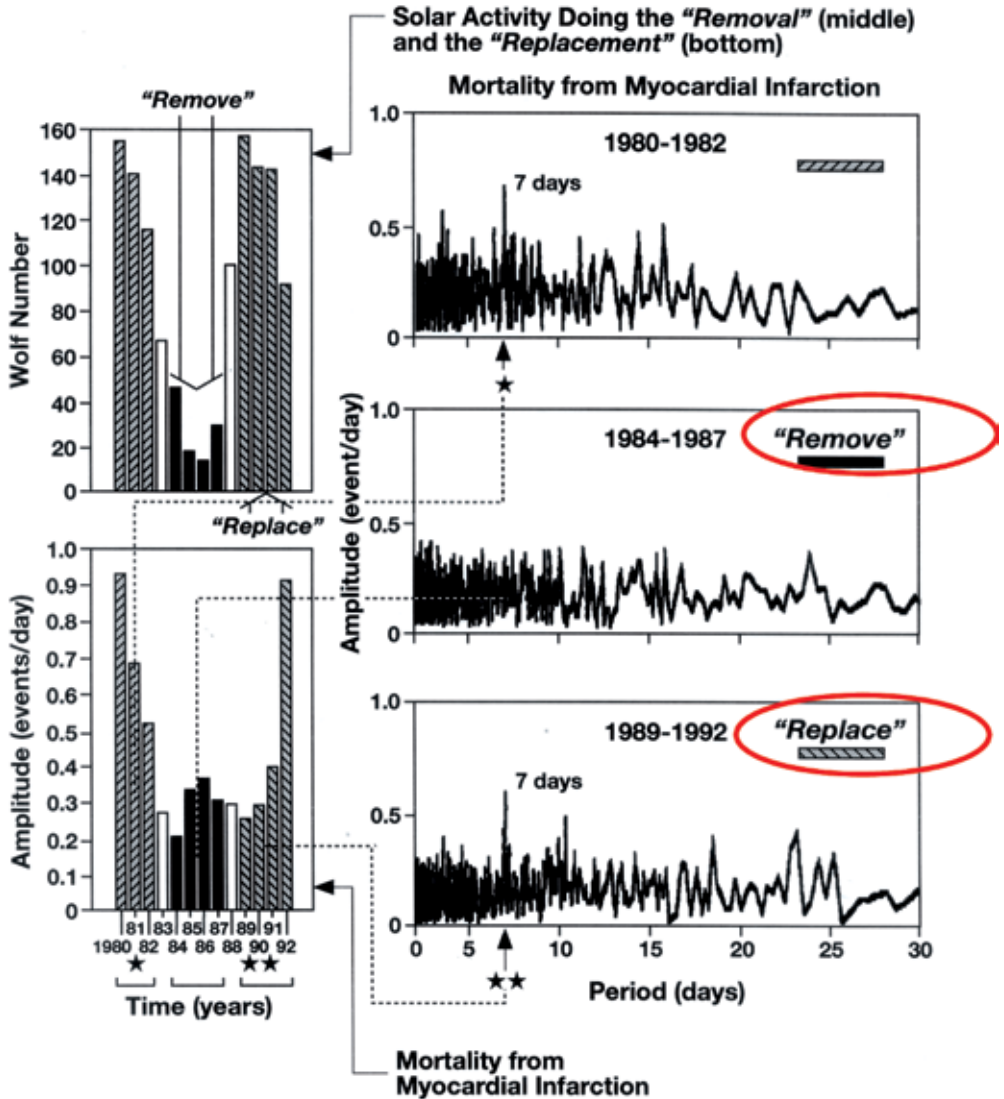 Solar Activity Doing the “Removal” (middle)
and the “Replacement” (bottom)
“Remove”
160
140
120
100
80
60
40
20
0
Wolf Number
“Replace”
1.0
0.9
0.8
0.7
0.6
0.5
0.4
0.3
0.2
0.1
0
Amplitude (events/day)
81 83 85 87 89 91
1980 82 84 86 88 90 92
★ ★★
Time (years)
Mortality from
Myocardial Infarction
Mortality from Myocardial Infarction
1.0
0.5
0
1980-1982
7 days
★
1.0
0.5
0
1984-1987
“Remove”
Amplitude (event/day)
1.0
0.5
0
1989-1992
“Replace”
7 days
0 5 10 15 20 25 30
★★
Period (days)